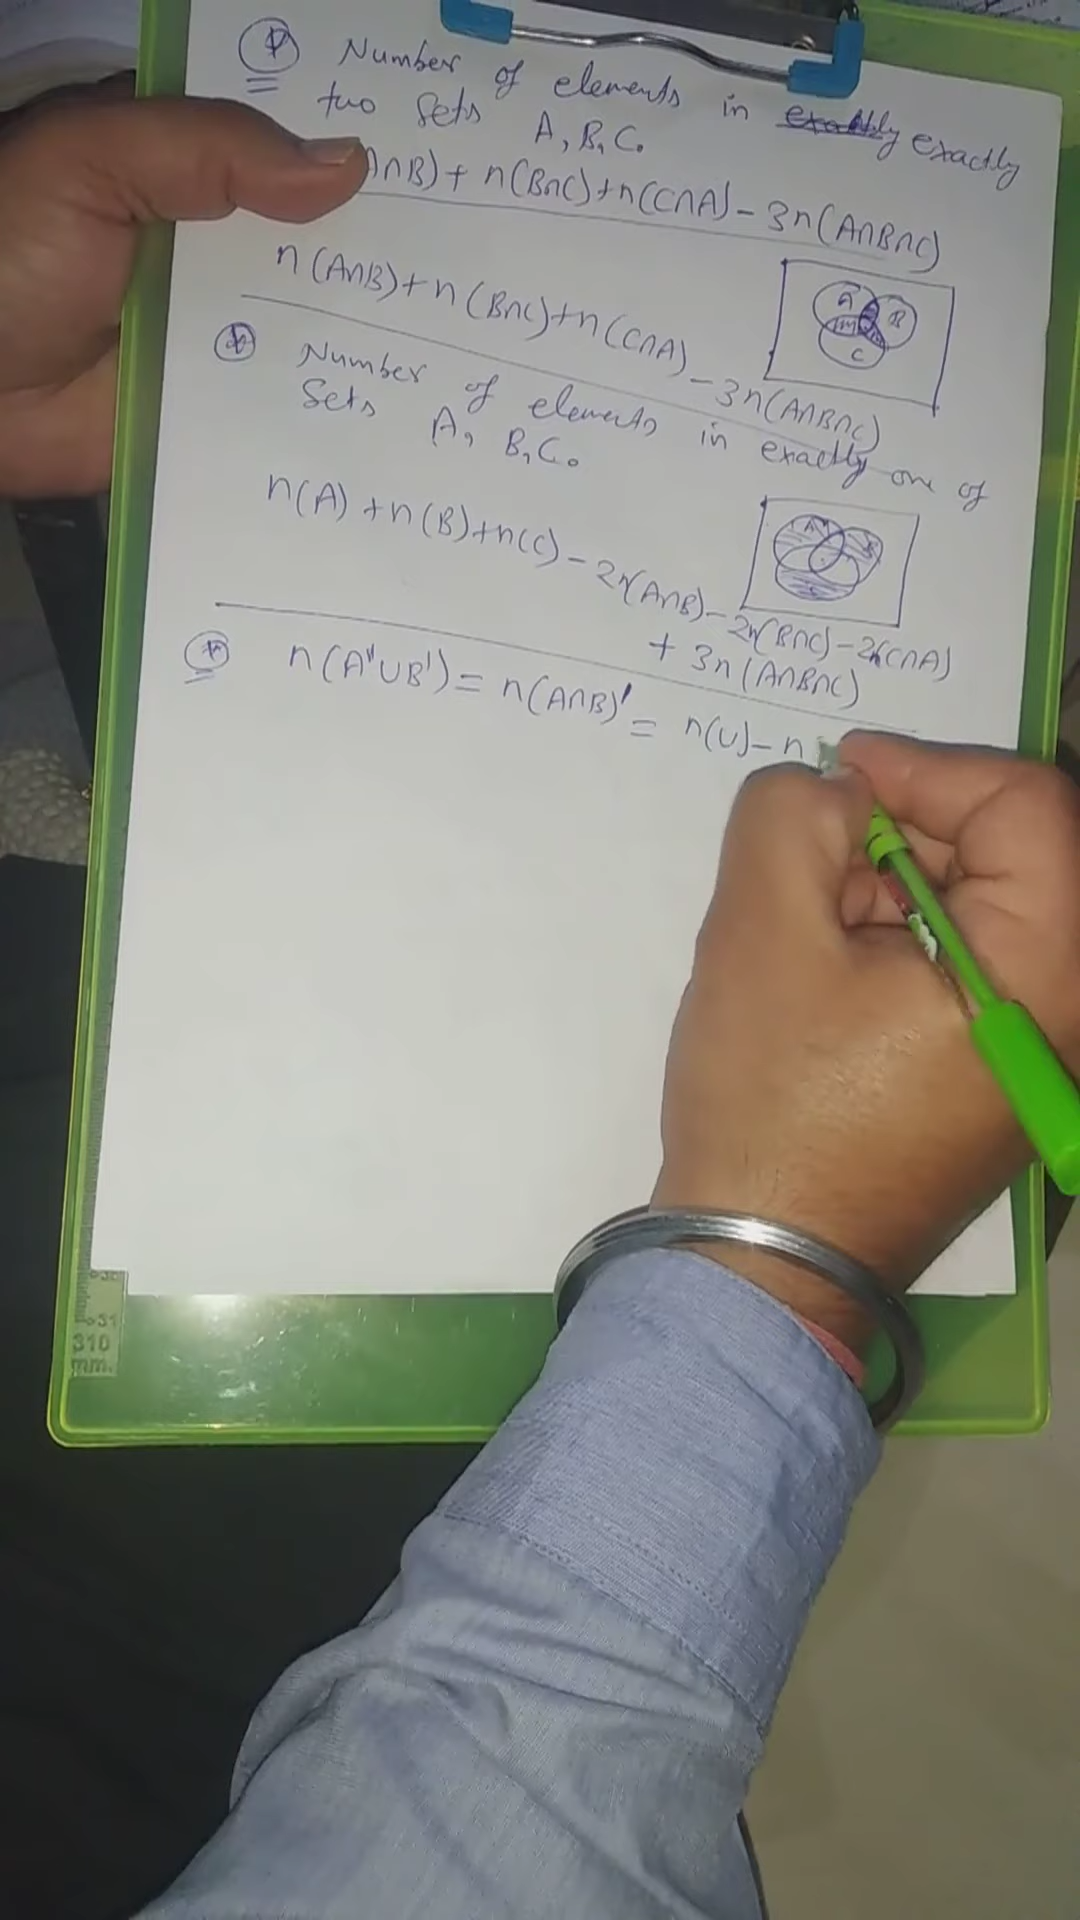 Number of elements in exactly exactly
two Sets A, B, C.
∩B) + n(B∩C) + n(C∩A) - 3n(A∩B∩C)
n(A∩B) + n(B∩C) + n(C∩A) - 3n(A∩B∩C)
A B
C
Number of elements in exactly one of
Sets A, B, C.
n(A) + n(B) + n(C) - 2n(A∩B) - 2n(B∩C) - 2n(C∩A)
+ 3n(A∩B∩C)
A
n(A'∪B') = n(A∩B)' = n(U) - n
310
mm.